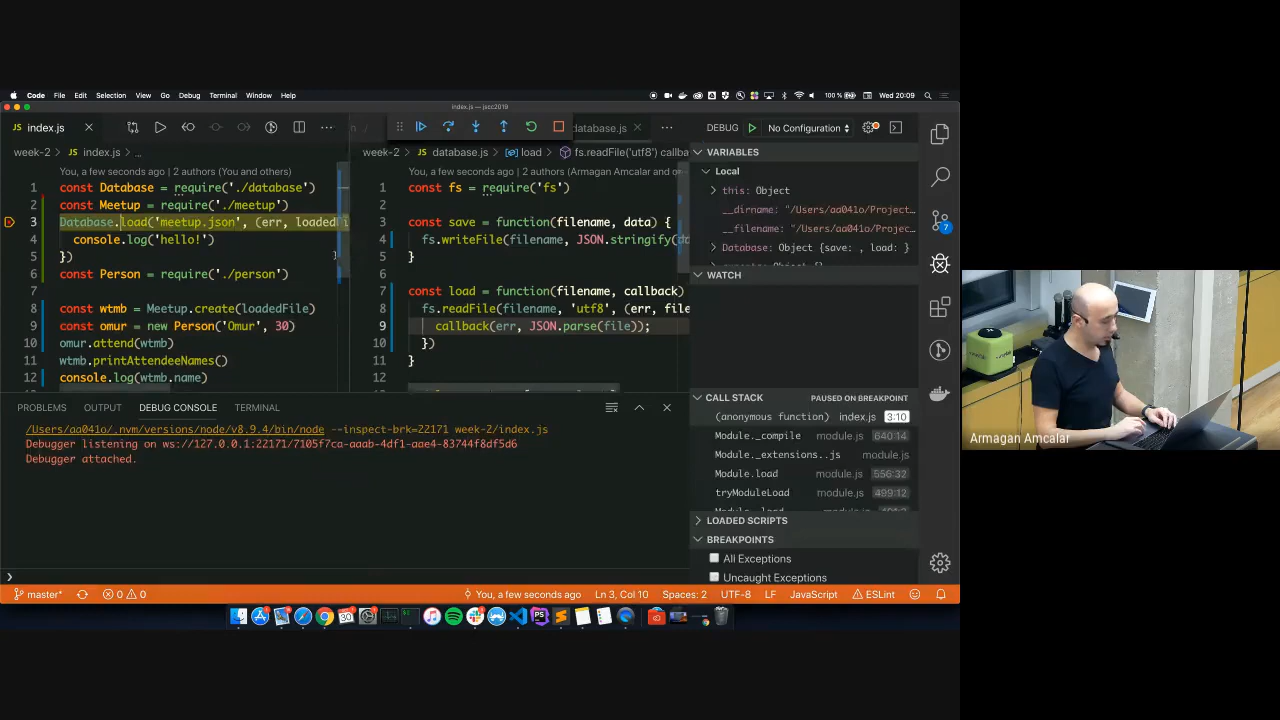 Code File Edit Selection View Go Debug Terminal Window Help
100 % Wed 20:09
index.js — jscc2019
index.js
database.js
DEBUG No Configuration
week-2 > index.js > ...
week-2 > database.js > load > fs.readFile('utf8') callba
You, a few seconds ago | 2 authors (You and others)
1 const Database = require('./database')
2 const Meetup = require('./meetup')
3 Database.load('meetup.json', (err, loadedFi
4 console.log('hello!')
5 })
6 const Person = require('./person')
7
8 const wtmb = Meetup.create(loadedFile)
9 const omur = new Person('Omur', 30)
10 omur.attend(wtmb)
11 wtmb.printAttendeeNames()
12 console.log(wtmb.name)
You, a few seconds ago | 2 authors (Armagan Amcalar and
1 const fs = require('fs')
2
3 const save = function(filename, data) {
4 fs.writeFile(filename, JSON.stringify(da
5 }
6
7 const load = function(filename, callback)
8 fs.readFile(filename, 'utf8', (err, file
9 callback(err, JSON.parse(file));
10 })
11 }
12
VARIABLES
Local
this: Object
__dirname: "/Users/aa041o/Project…
__filename: "/Users/aa041o/Projec…
Database: Object {save: , load: }
WATCH
CALL STACK PAUSED ON BREAKPOINT
(anonymous function) index.js 3:10
Module._compile module.js 640:14
Module._extensions..js module.js
Module.load module.js 556:32
tryModuleLoad module.js 499:12
LOADED SCRIPTS
BREAKPOINTS
All Exceptions
Uncaught Exceptions
PROBLEMS OUTPUT DEBUG CONSOLE TERMINAL
/Users/aa041o/.nvm/versions/node/v8.9.4/bin/node --inspect-brk=22171 week-2/index.js
Debugger listening on ws://127.0.0.1:22171/7105f7ca-aaab-4df1-aae4-83744f8df5d6
Debugger attached.
master* 0 0 You, a few seconds ago Ln 3, Col 10 Spaces: 2 UTF-8 LF JavaScript ESLint
7
Armagan Amcalar